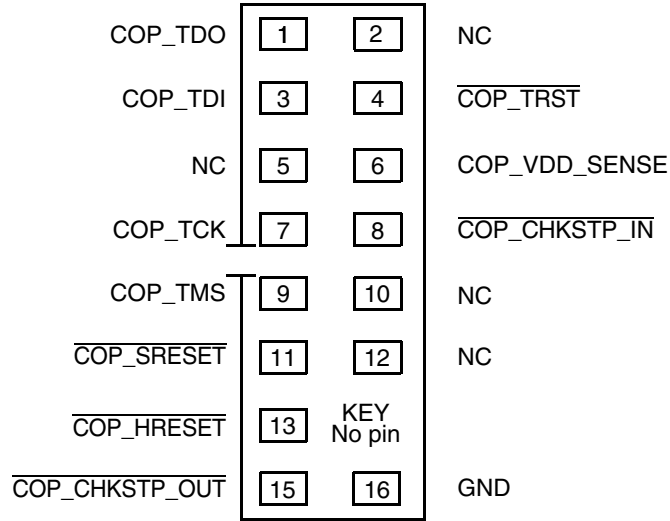 COP_TDO 1 2 NC
COP_TDI 3 4 COP_TRST
NC 5 6 COP_VDD_SENSE
COP_TCK 7 8 COP_CHKSTP_IN
COP_TMS 9 10 NC
COP_SRESET 11 12 NC
COP_HRESET 13 KEY
No pin
COP_CHKSTP_OUT 15 16 GND